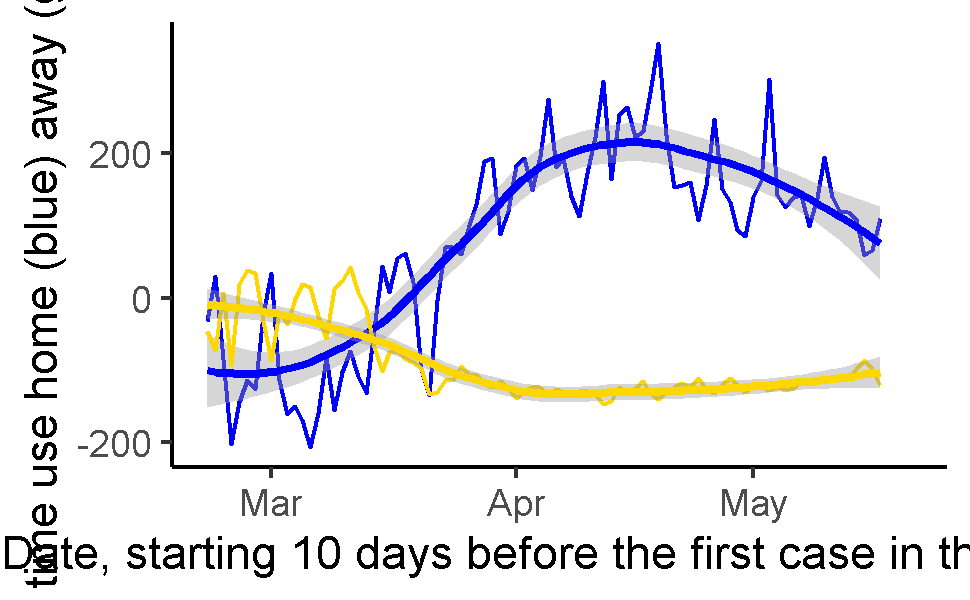 time use home (blue) away (
200
0
-200
Mar Apr May
Date, starting 10 days before the first case in th